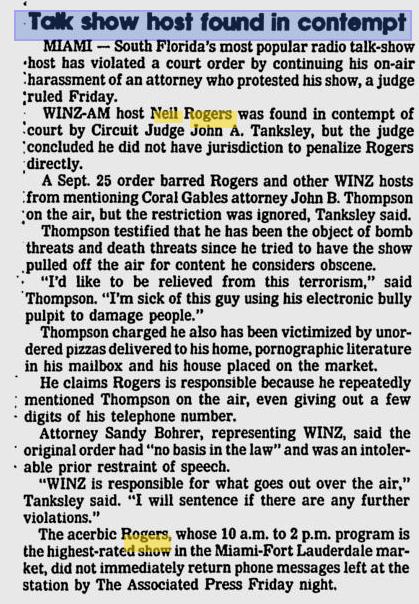 Talk show host found in contempt
MIAMI — South Florida's most popular radio talk-show
host has violated a court order by continuing his on-air
harassment of an attorney who protested his show, a judge
ruled Friday.
WINZ-AM host Neil Rogers was found in contempt of
court by Circuit Judge John A. Tanksley, but the judge
concluded he did not have jurisdiction to penalize Rogers
directly.
A Sept. 25 order barred Rogers and other WINZ hosts
from mentioning Coral Gables attorney John B. Thompson
on the air, but the restriction was ignored, Tanksley said.
Thompson testified that he has been the object of bomb
threats and death threats since he tried to have the show
pulled off the air for content he considers obscene.
"I'd like to be relieved from this terrorism," said
Thompson. "I'm sick of this guy using his electronic bully
pulpit to damage people."
Thompson charged he also has been victimized by unor-
dered pizzas delivered to his home, pornographic literature
in his mailbox and his house placed on the market.
He claims Rogers is responsible because he repeatedly
mentioned Thompson on the air, even giving out a few
digits of his telephone number.
Attorney Sandy Bohrer, representing WINZ, said the
original order had "no basis in the law" and was an intoler-
able prior restraint of speech.
"WINZ is responsible for what goes out over the air,"
Tanksley said. "I will sentence if there are any further
violations."
The acerbic Rogers, whose 10 a.m. to 2 p.m. program is
the highest-rated show in the Miami-Fort Lauderdale mar-
ket, did not immediately return phone messages left at the
station by The Associated Press Friday night.